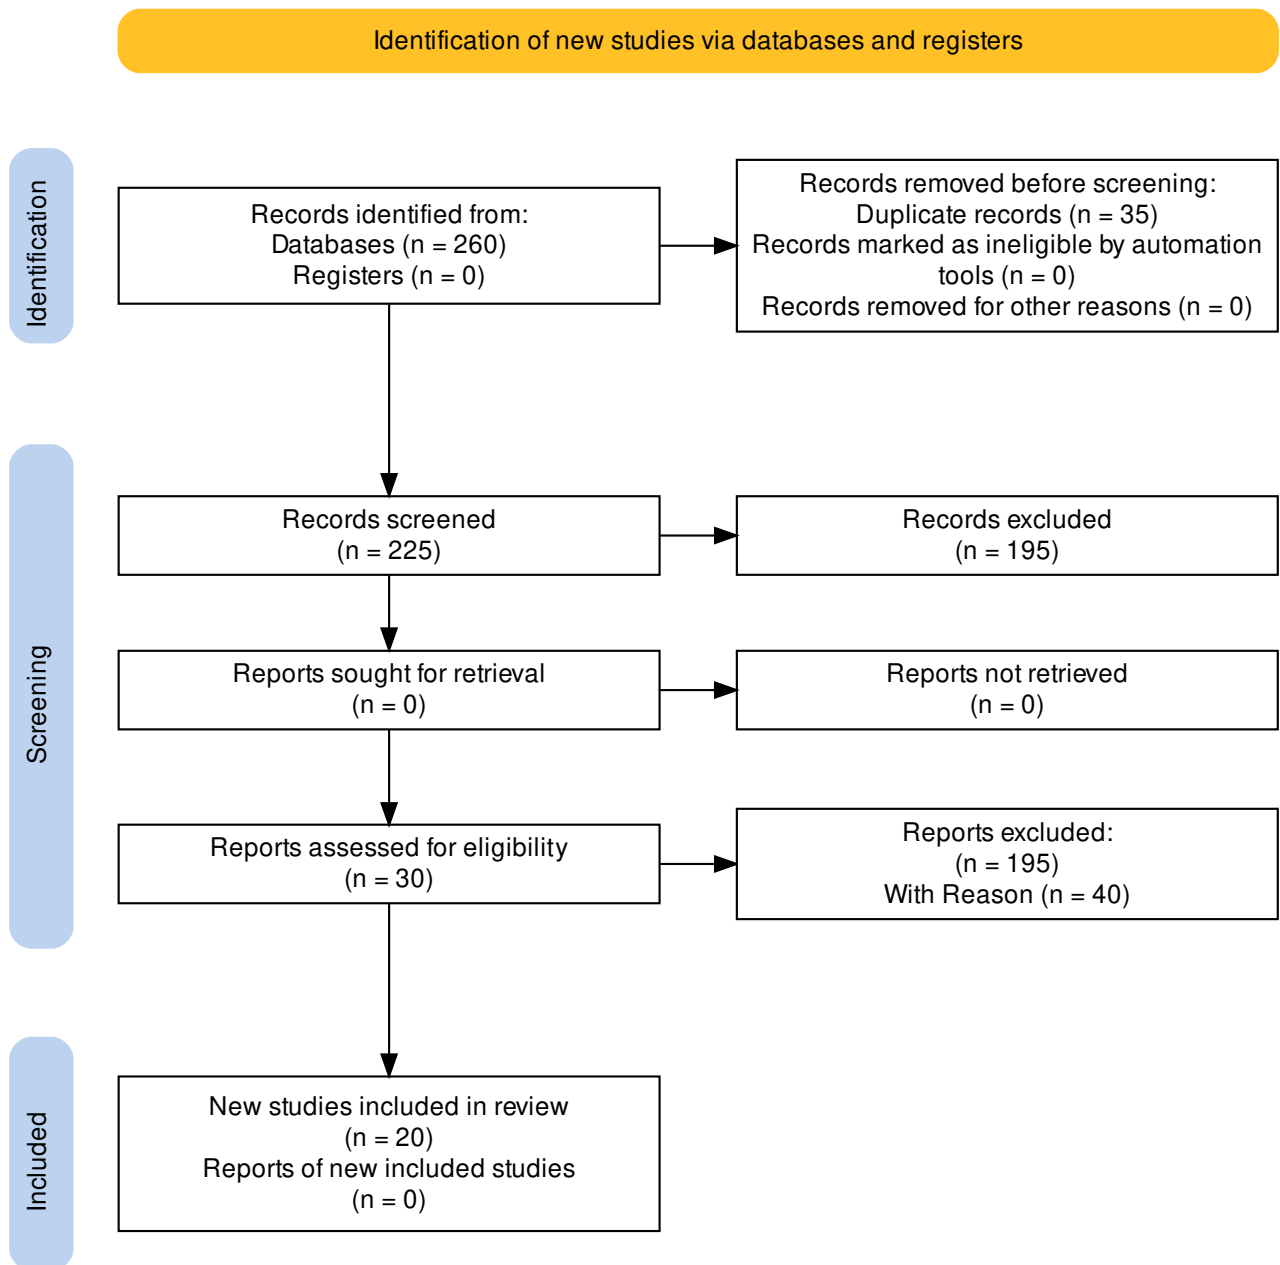 Identification of new studies via databases and registers
Identification
Records identified from:
Databases (n = 260)
Registers (n = 0)
Records removed before screening:
Duplicate records (n = 35)
Records marked as ineligible by automation
tools (n = 0)
Records removed for other reasons (n = 0)
Screening
Records screened
(n = 225)
Records excluded
(n = 195)
Reports sought for retrieval
(n = 0)
Reports not retrieved
(n = 0)
Reports assessed for eligibility
(n = 30)
Reports excluded:
(n = 195)
With Reason (n = 40)
Included
New studies included in review
(n = 20)
Reports of new included studies
(n = 0)